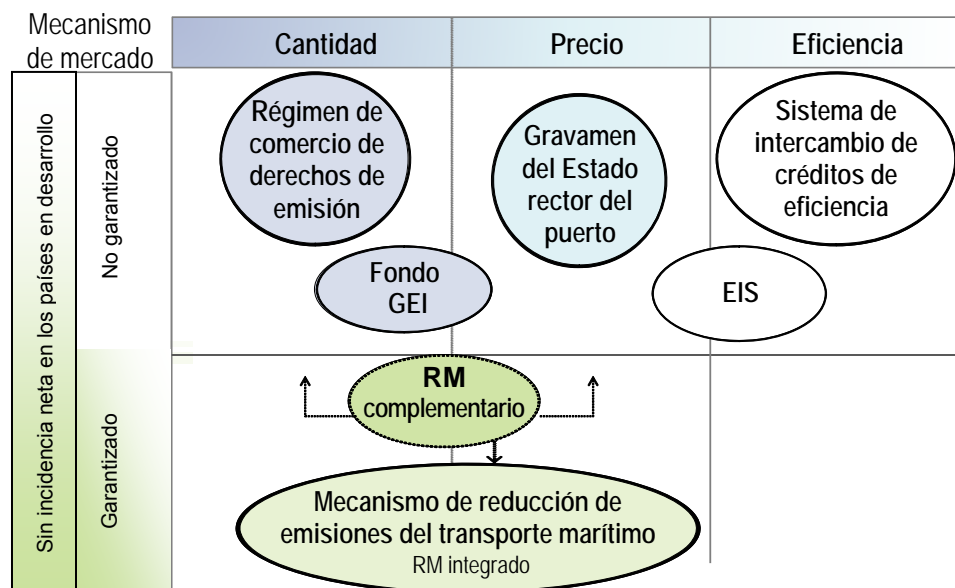 Mecanismo
de mercado
Cantidad
Precio
Eficiencia
Sin incidencia neta en los países en desarrollo
No garantizado
Régimen de
comercio de
derechos de
emisión
Gravamen
del Estado
rector del
puerto
Sistema de
intercambio de
créditos de
eficiencia
Fondo
GEI
EIS
Garantizado
RM
complementario
Mecanismo de reducción de
emisiones del transporte marítimo
RM integrado